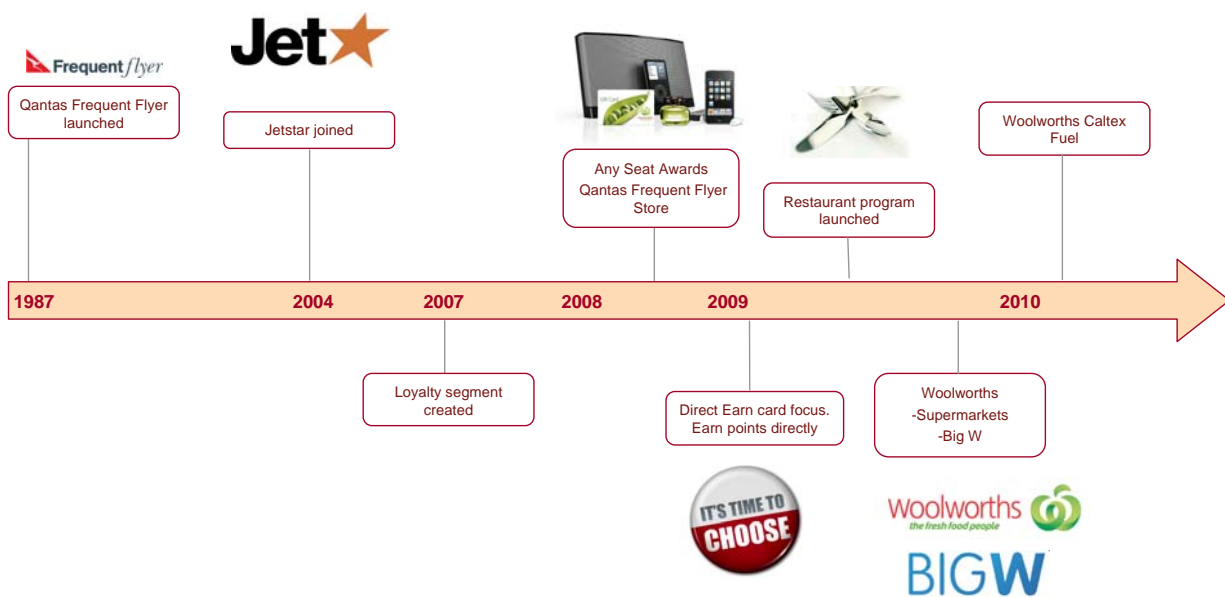 Frequent flyer
Qantas Frequent Flyer
launched
Jet
Jetstar joined
Any Seat Awards
Qantas Frequent Flyer
Store
Restaurant program
launched
Woolworths Caltex
Fuel
1987
2004
2007
2008
2009
2010
Loyalty segment
created
Direct Earn card focus.
Earn points directly
Woolworths
-Supermarkets
-Big W
IT'S TIME TO
CHOOSE
Woolworths
the fresh food people
BIGW